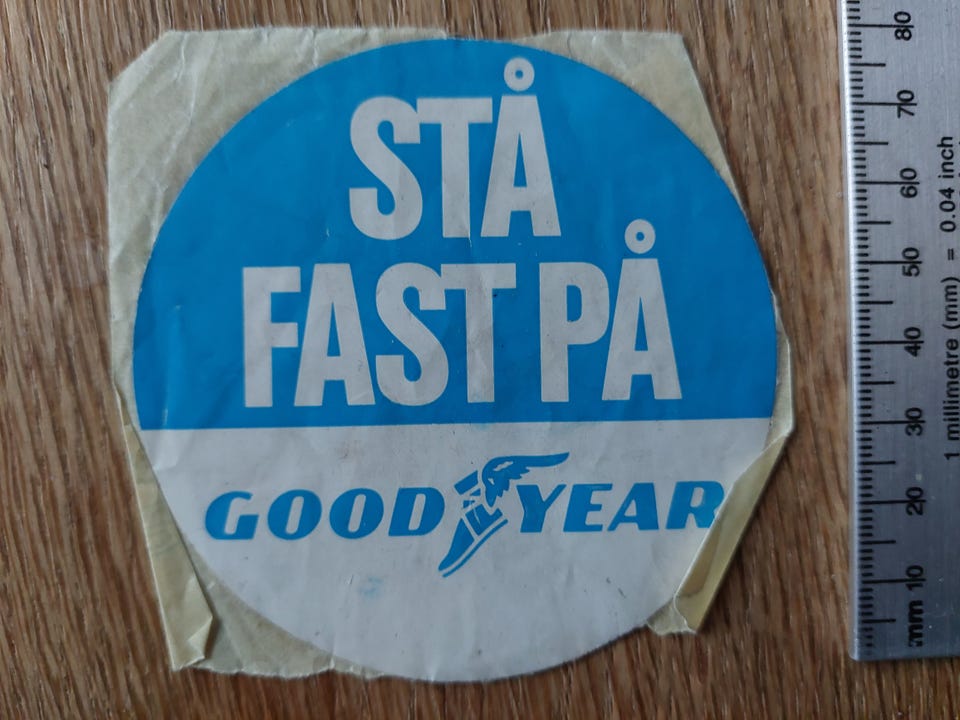 STÅ
FAST PÅ
GOODYEAR
mm 10 20 30 40 50 60 70 80
1 millimetre (mm) = 0.04 inch